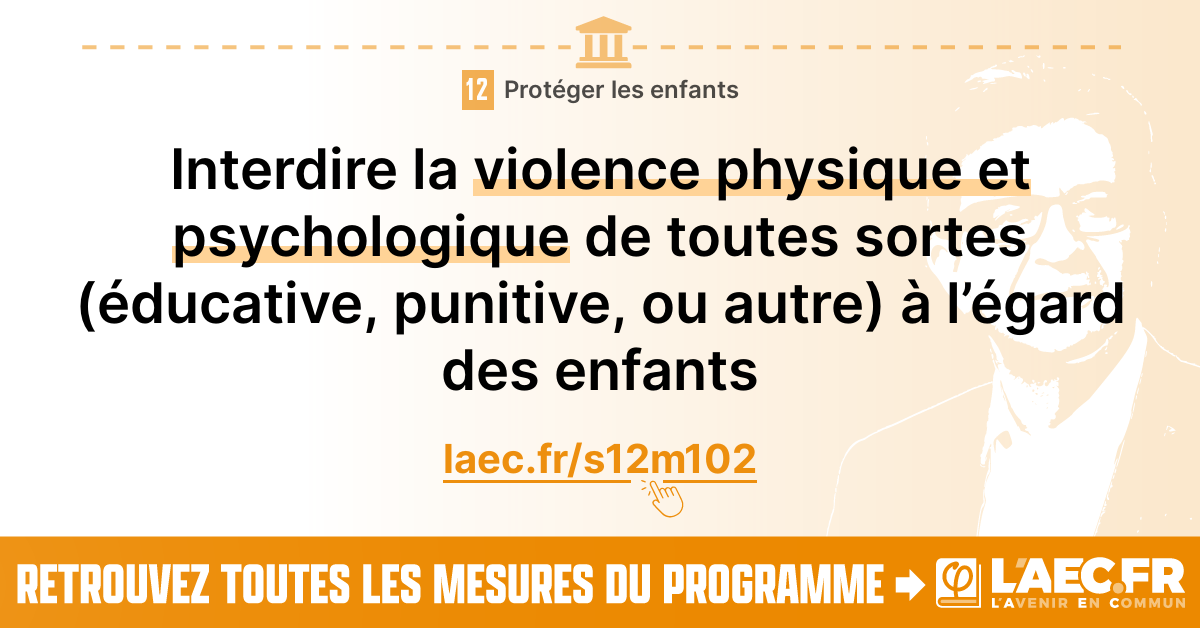 12 Protéger les enfants
Interdire la violence physique et
psychologique de toutes sortes
(éducative, punitive, ou autre) à l’égard
des enfants
laec.fr/s12m102
RETROUVEZ TOUTES LES MESURES DU PROGRAMME
φ L'AEC.FR
L'AVENIR EN COMMUN